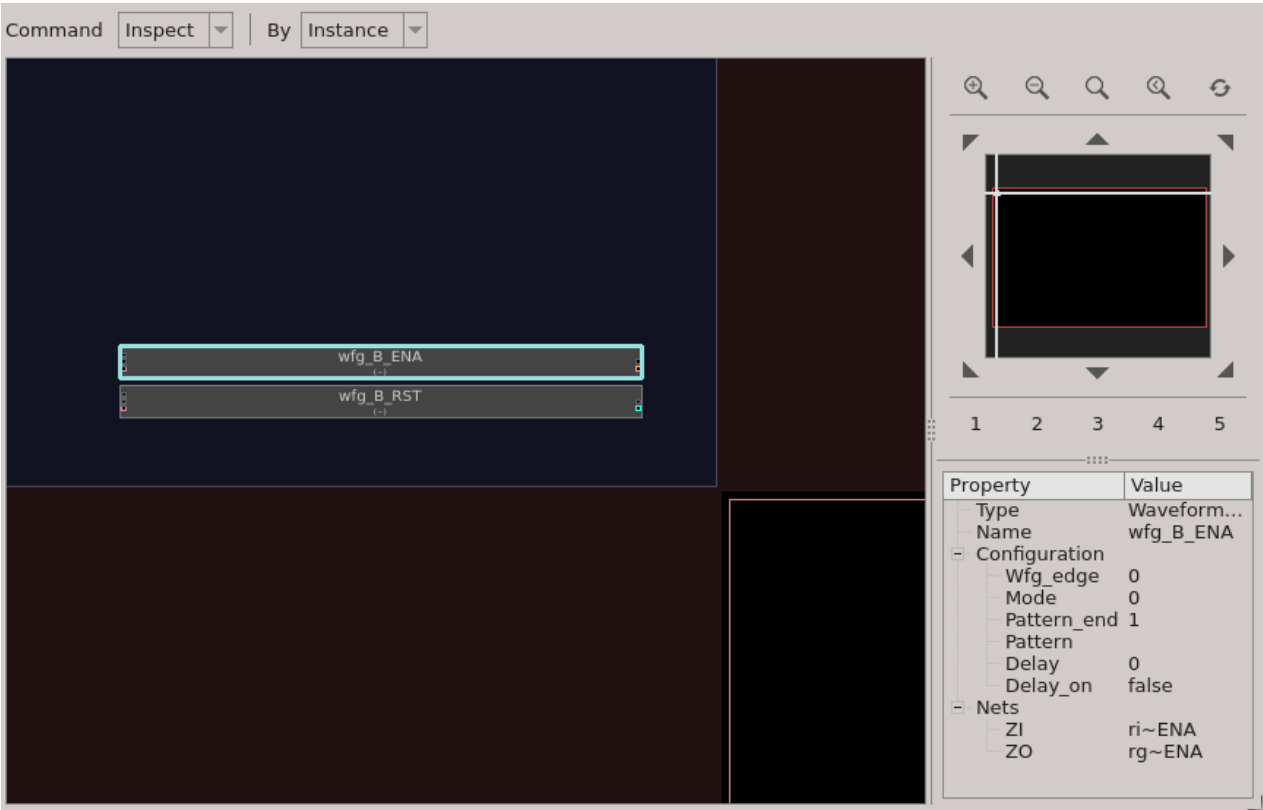 Command Inspect By Instance
wfg_B_ENA
(~)
wfg_B_RST
(~)
1 2 3 4 5
Property Value
Type Waveform...
Name wfg_B_ENA
Configuration
Wfg_edge 0
Mode 0
Pattern_end 1
Pattern
Delay 0
Delay_on false
Nets
ZI ri~ENA
ZO rg~ENA